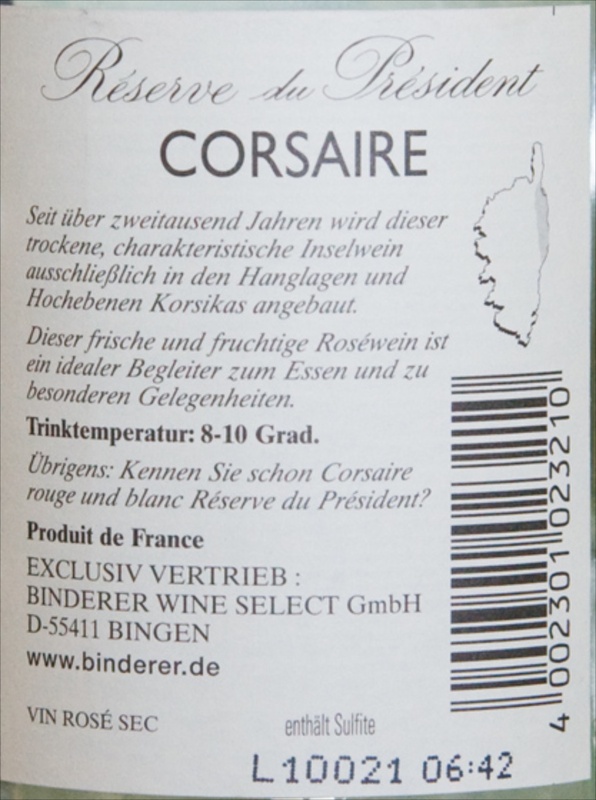 Réserve du Président
CORSAIRE
Seit über zweitausend Jahren wird dieser
trockene, charakteristische Inselwein
ausschließlich in den Hanglagen und
Hochebenen Korsikas angebaut.
Dieser frische und fruchtige Roséwein ist
ein idealer Begleiter zum Essen und zu
besonderen Gelegenheiten.
Trinktemperatur: 8-10 Grad.
Übrigens: Kennen Sie schon Corsaire
rouge und blanc Réserve du Président?
Produit de France
EXCLUSIV VERTRIEB :
BINDERER WINE SELECT GmbH
D-55411 BINGEN
www.binderer.de
VIN ROSÉ SEC
enthält Sulfite
4 002301 023210
L10021 06:42